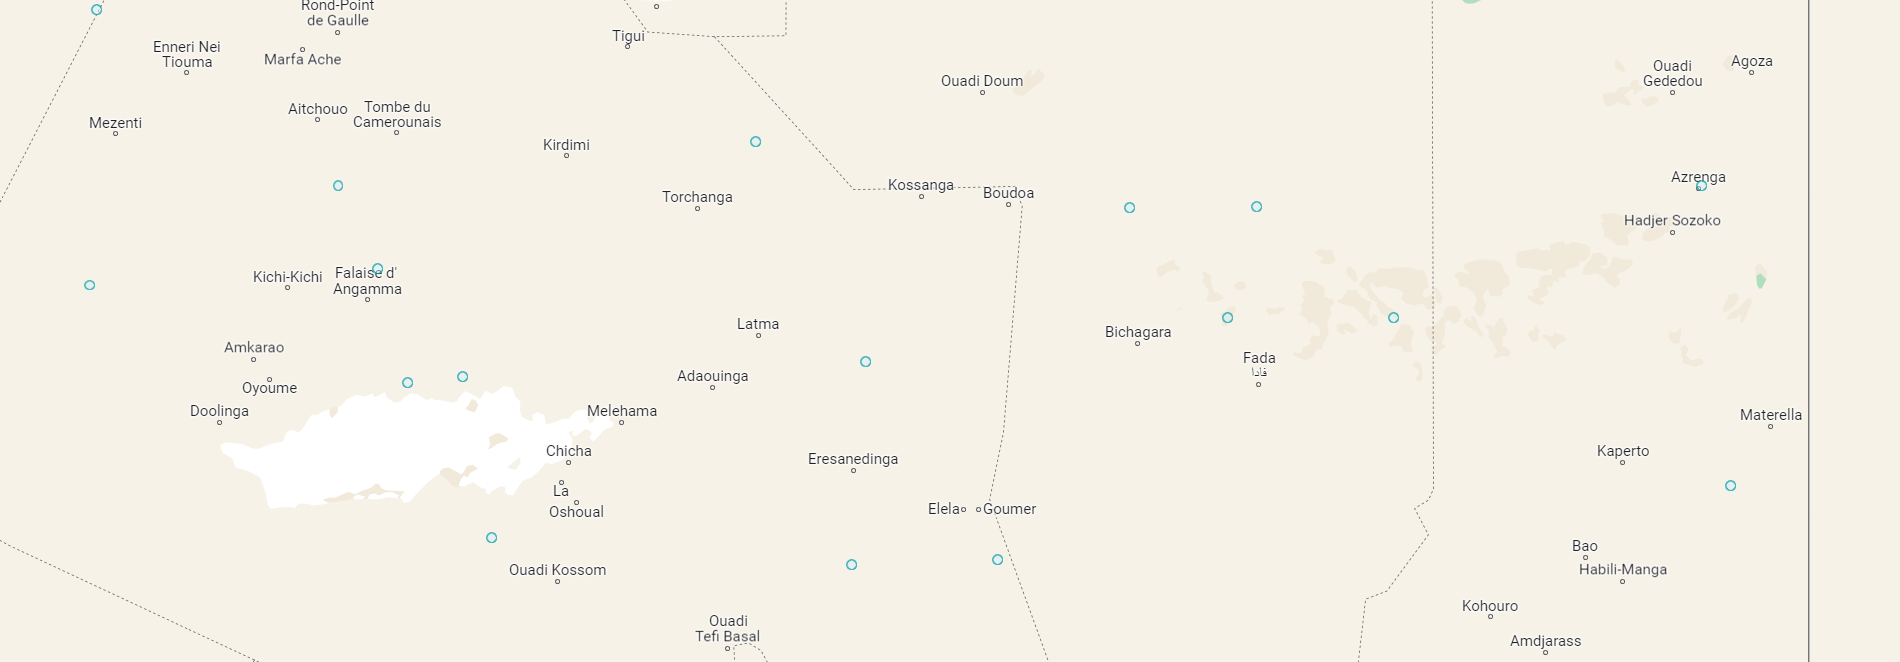 Rond-Point
de Gaulle
Tigui
Enneri Nei
Tiouma
Marfa Ache
Ouadi Doum
Ouadi
Gededou
Agoza
Mezenti
Aitchouo
Tombe du
Camerounais
Kirdimi
Torchanga
Kossanga
Boudoa
Azrenga
Hadjer Sozoko
Kichi-Kichi
Falaise d'
Angamma
Latma
Bichagara
Amkarao
Fada
فادا
Oyoume
Adaouinga
Doolinga
Melehama
Materella
Chicha
Eresanedinga
Kaperto
La
Oshoual
Elela
Goumer
Ouadi Kossom
Bao
Habili-Manga
Kohouro
Ouadi
Tefi Basal
Amdjarass